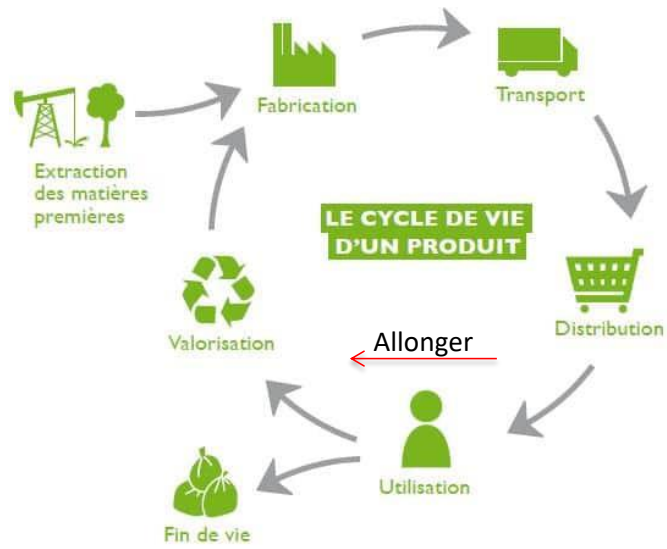 Fabrication
Transport
Extraction
des matières
premières
LE CYCLE DE VIE
D'UN PRODUIT
Valorisation
Distribution
Allonger
Utilisation
Fin de vie